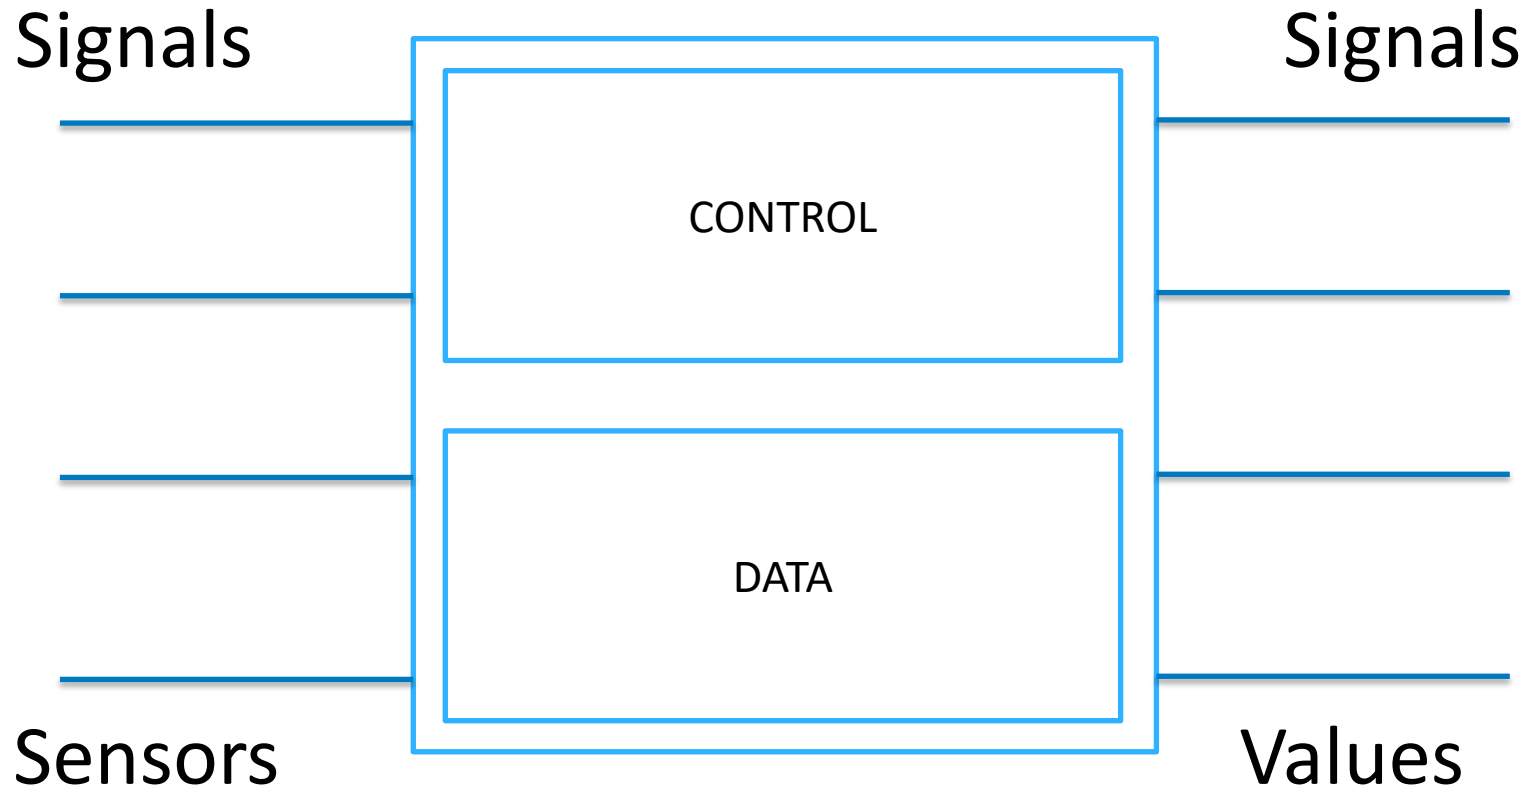 Signals
Signals
CONTROL
DATA
Sensors
Values